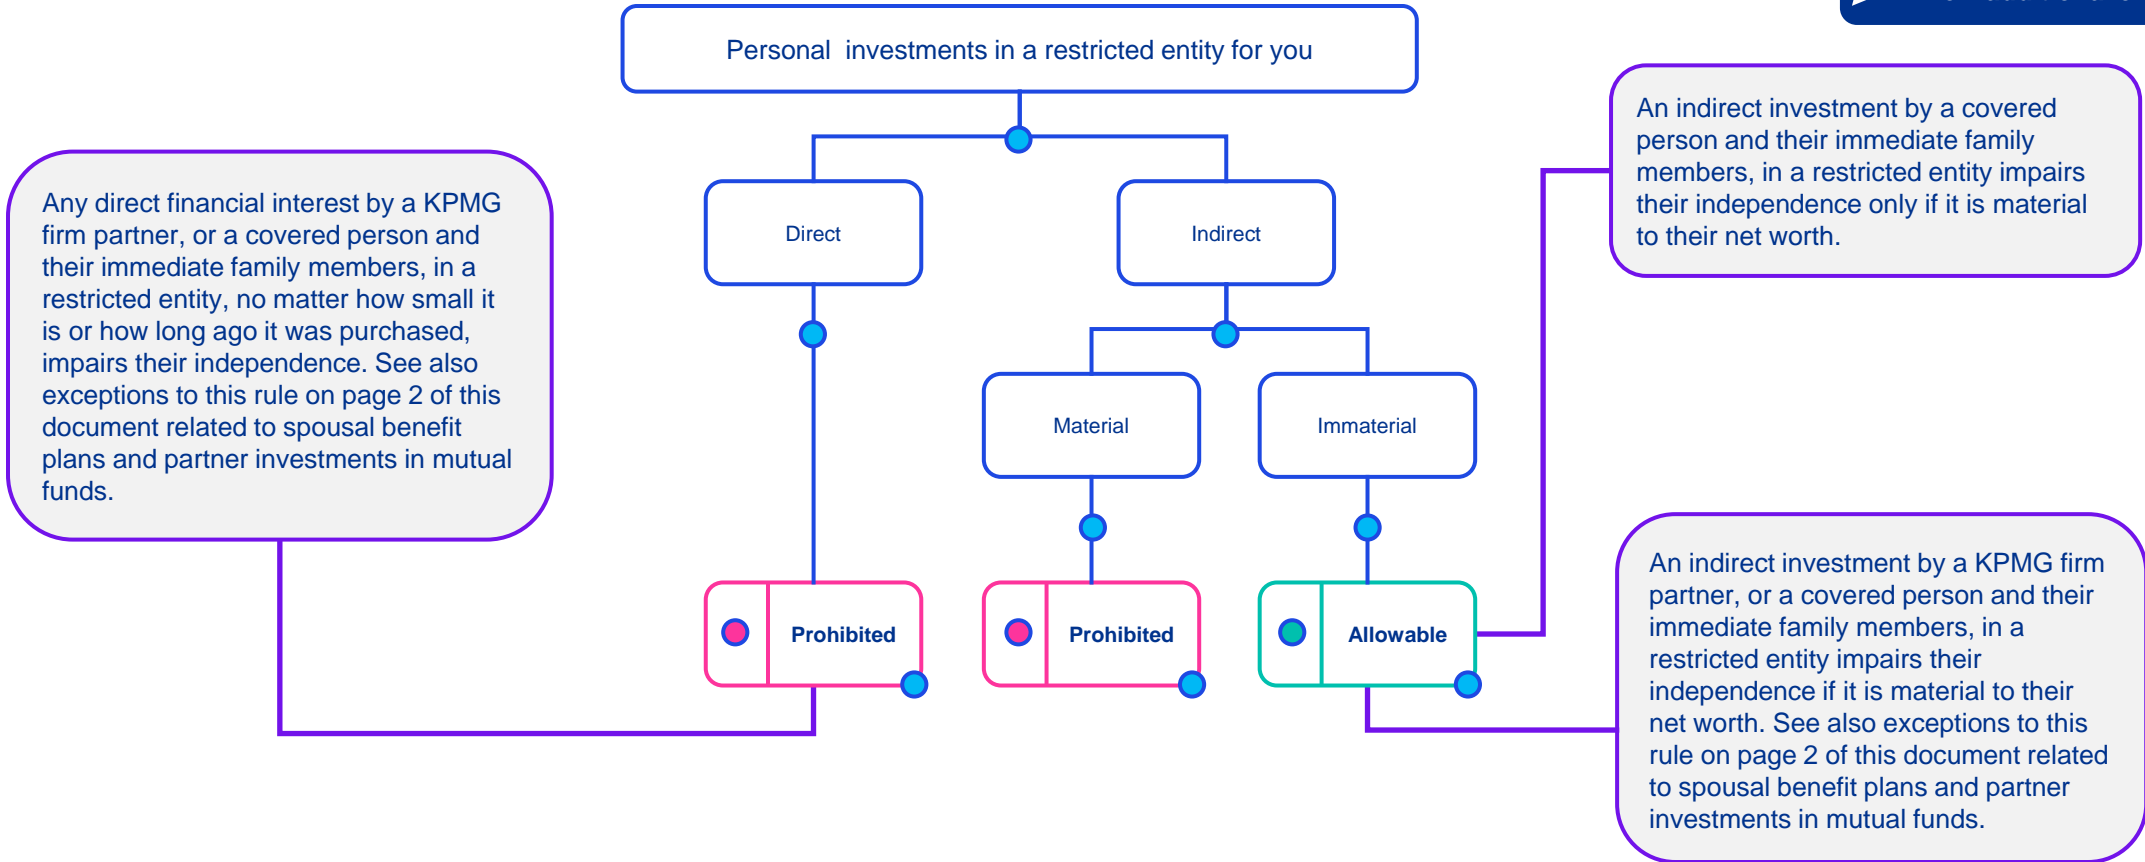 Personal investments in a restricted entity for you
An indirect investment by a covered
person and their immediate family
members, in a restricted entity impairs
their independence only if it is material
to their net worth.
Any direct financial interest by a KPMG
firm partner, or a covered person and
their immediate family members, in a
restricted entity, no matter how small it
is or how long ago it was purchased,
impairs their independence. See also
exceptions to this rule on page 2 of this
document related to spousal benefit
plans and partner investments in mutual
funds.
Direct
Indirect
Material
Immaterial
Prohibited
Prohibited
Allowable
An indirect investment by a KPMG firm
partner, or a covered person and their
immediate family members, in a
restricted entity impairs their
independence if it is material to their
net worth. See also exceptions to this
rule on page 2 of this document related
to spousal benefit plans and partner
investments in mutual funds.